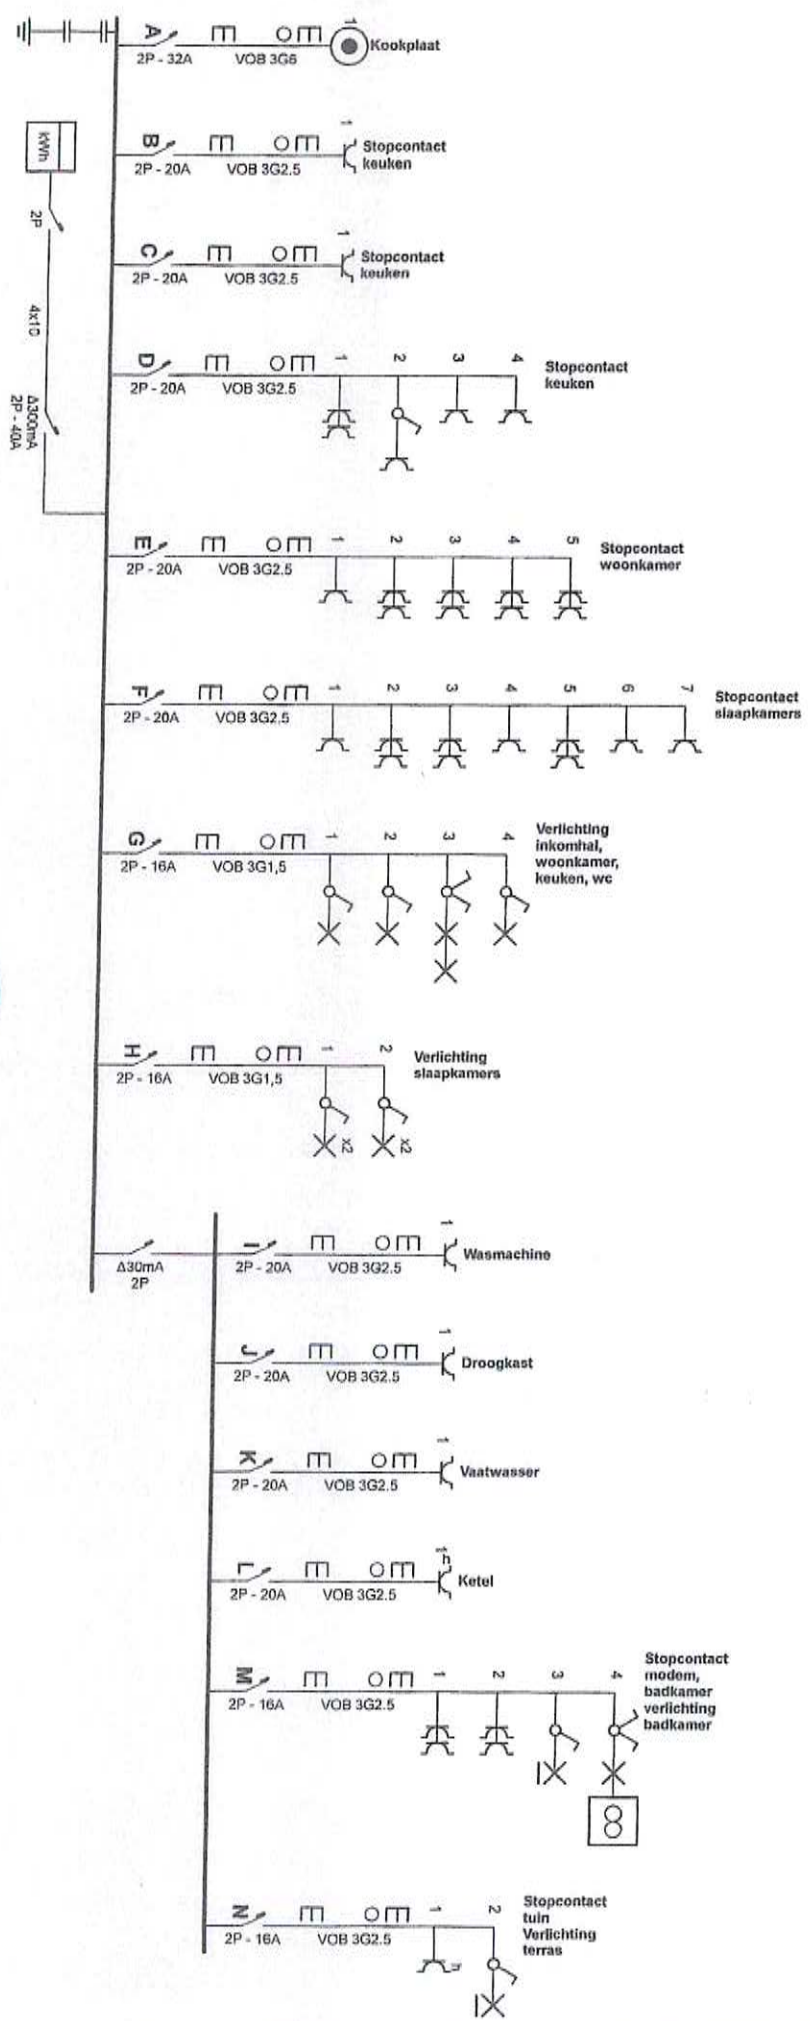 A
1
Kookplaat
2P - 32A
VOB 3G6
kWh
2P
4x10
Δ300mA
2P - 40A
B
1
Stopcontact
keuken
2P - 20A
VOB 3G2.5
C
1
Stopcontact
keuken
2P - 20A
VOB 3G2.5
D
1
2
3
4
Stopcontact
keuken
2P - 20A
VOB 3G2.5
E
1
2
3
4
5
Stopcontact
woonkamer
2P - 20A
VOB 3G2.5
F
1
2
3
4
5
6
7
Stopcontact
slaapkamers
2P - 20A
VOB 3G2.5
G
1
2
3
4
Verlichting
inkomhal,
woonkamer,
keuken, wc
2P - 16A
VOB 3G1,5
H
1
2
Verlichting
slaapkamers
2P - 16A
VOB 3G1,5
x2
x2
Δ30mA
2P
I
1
Wasmachine
2P - 20A
VOB 3G2.5
J
1
Droogkast
2P - 20A
VOB 3G2.5
K
1
Vaatwasser
2P - 20A
VOB 3G2.5
L
1
h
Ketel
2P - 20A
VOB 3G2.5
M
1
2
3
4
Stopcontact
modem,
badkamer
verlichting
badkamer
2P - 16A
VOB 3G2.5
N
1
2
Stopcontact
tuin
Verlichting
terras
2P - 16A
VOB 3G2.5
h